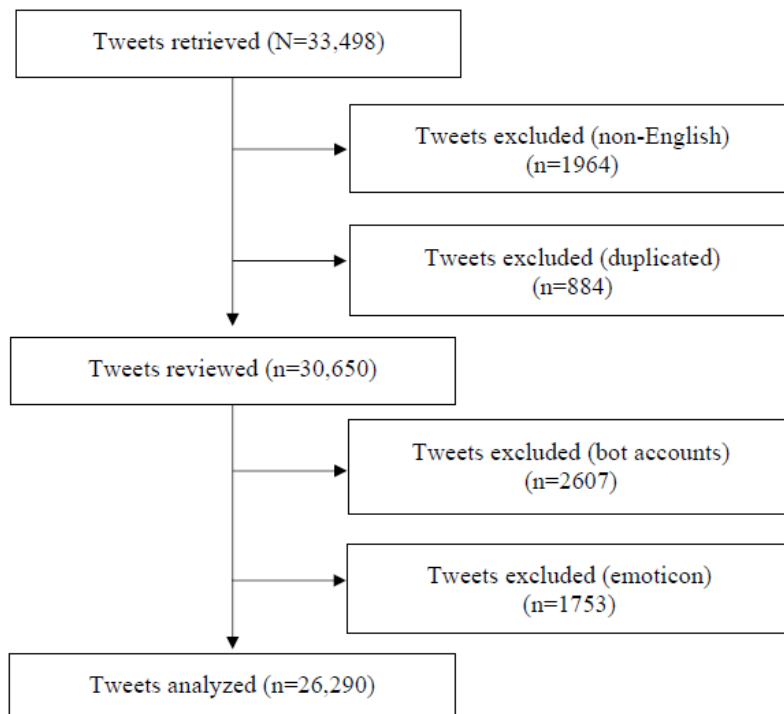 Tweets retrieved (N=33,498)
Tweets excluded (non-English)
(n=1964)
Tweets excluded (duplicated)
(n=884)
Tweets reviewed (n=30,650)
Tweets excluded (bot accounts)
(n=2607)
Tweets excluded (emoticon)
(n=1753)
Tweets analyzed (n=26,290)